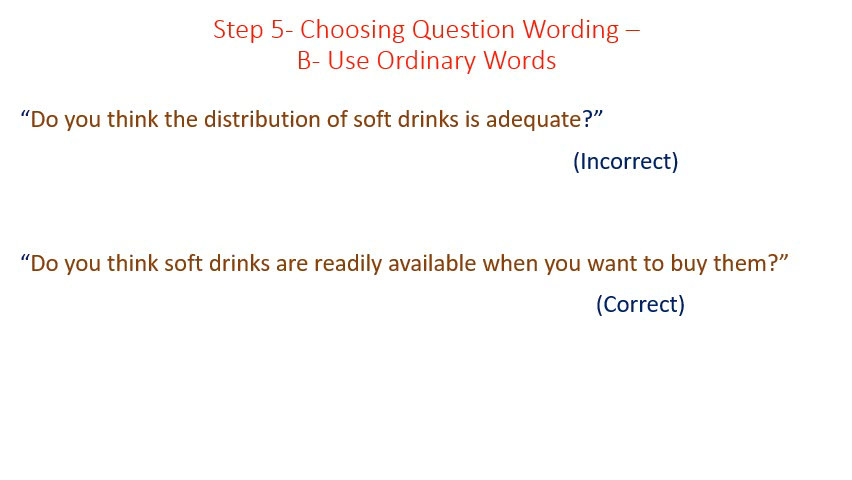 Step 5- Choosing Question Wording –
B- Use Ordinary Words
“Do you think the distribution of soft drinks is adequate?”
(Incorrect)
“Do you think soft drinks are readily available when you want to buy them?”
(Correct)